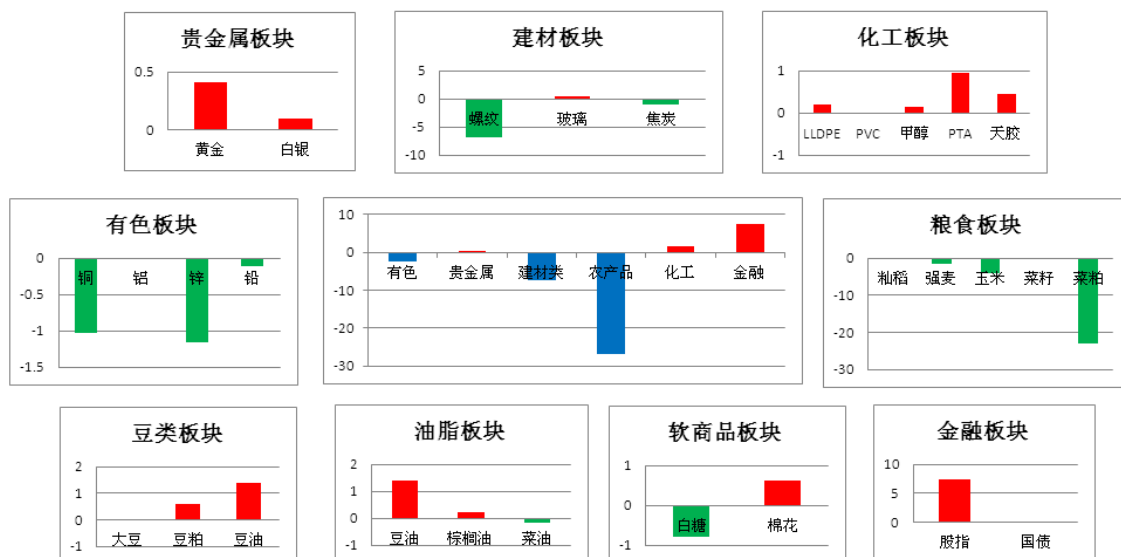 贵金属板块
0.5
0
黄金 白银
建材板块
5
0
-5
-10
螺纹 玻璃 焦炭
化工板块
1
0
-1
LLDPE PVC 甲醇 PTA 天胶
有色板块
0
-0.5
-1
-1.5
铜 铝 锌 铅
10
0
-10
-20
-30
有色 贵金属 建材类 农产品 化工 金融
粮食板块
0
-10
-20
-30
籼稻 强麦 玉米 菜籽 菜粕
豆类板块
2
1
0
-1
大豆 豆粕 豆油
油脂板块
2
1
0
-1
豆油 棕榈油 菜油
软商品板块
1
0
-1
白糖 棉花
金融板块
10
5
0
股指 国债